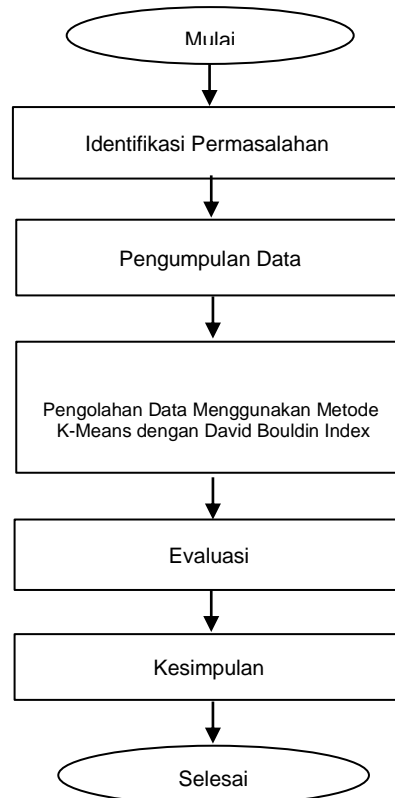 Mulai
Identifikasi Permasalahan
Pengumpulan Data
Pengolahan Data Menggunakan Metode
K-Means dengan David Bouldin Index
Evaluasi
Kesimpulan
Selesai